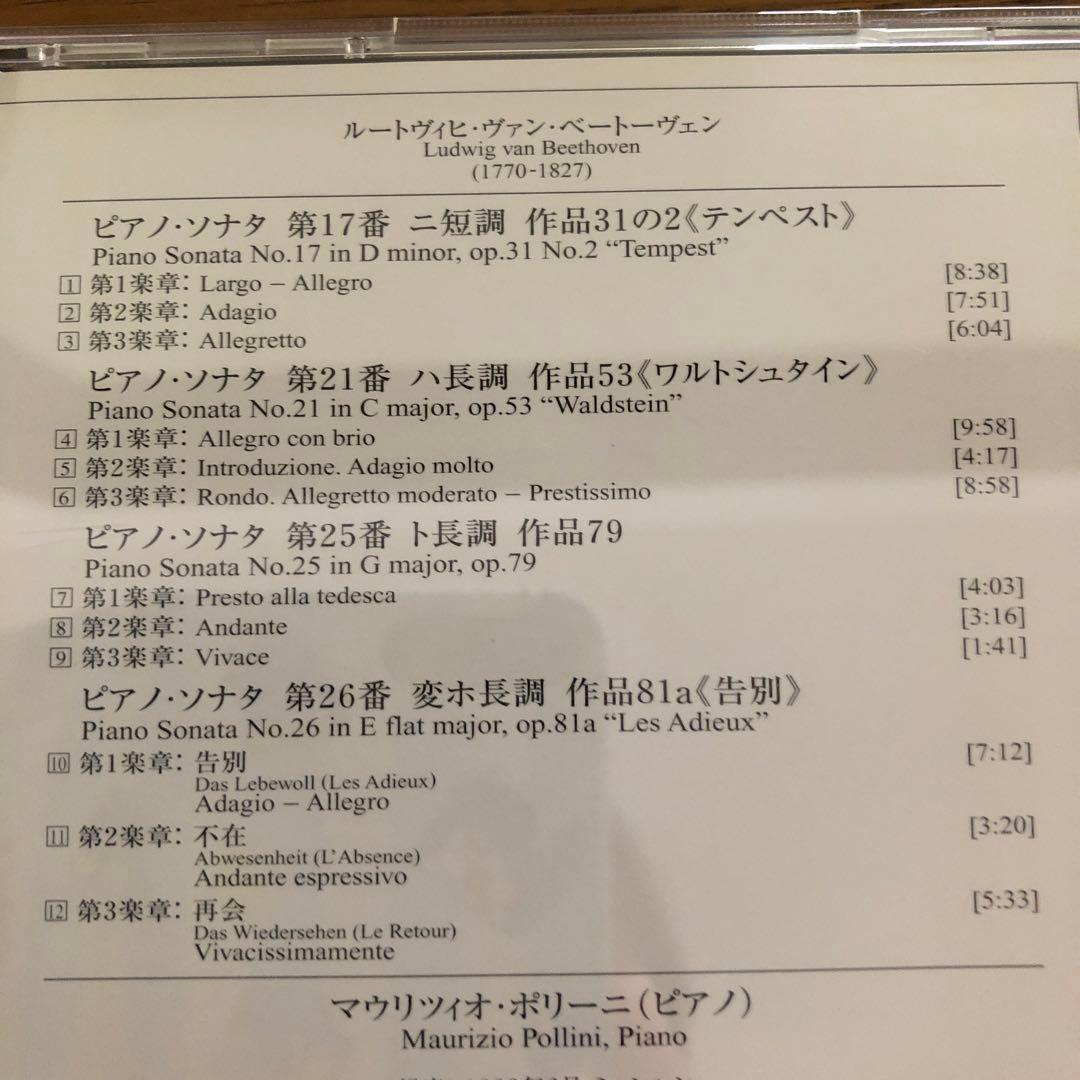 ルートヴィヒ・ヴァン・ベートーヴェン
Ludwig van Beethoven
(1770-1827)
ピアノ・ソナタ 第17番 ニ短調 作品31の2《テンペスト》
Piano Sonata No.17 in D minor, op.31 No.2 “Tempest”
1 第1楽章: Largo – Allegro [8:38]
2 第2楽章: Adagio [7:51]
3 第3楽章: Allegretto [6:04]
ピアノ・ソナタ 第21番 ハ長調 作品53《ワルトシュタイン》
Piano Sonata No.21 in C major, op.53 “Waldstein”
4 第1楽章: Allegro con brio [9:58]
5 第2楽章: Introduzione. Adagio molto [4:17]
6 第3楽章: Rondo. Allegretto moderato – Prestissimo [8:58]
ピアノ・ソナタ 第25番 ト長調 作品79
Piano Sonata No.25 in G major, op.79
7 第1楽章: Presto alla tedesca [4:03]
8 第2楽章: Andante [3:16]
9 第3楽章: Vivace [1:41]
ピアノ・ソナタ 第26番 変ホ長調 作品81a《告別》
Piano Sonata No.26 in E flat major, op.81a “Les Adieux”
10 第1楽章: 告別 [7:12]
Das Lebewoll (Les Adieux)
Adagio – Allegro
11 第2楽章: 不在 [3:20]
Abwesenheit (L’Absence)
Andante espressivo
12 第3楽章: 再会 [5:33]
Das Wiedersehen (Le Retour)
Vivacissimamente
マウリツィオ・ポリーニ(ピアノ)
Maurizio Pollini, Piano